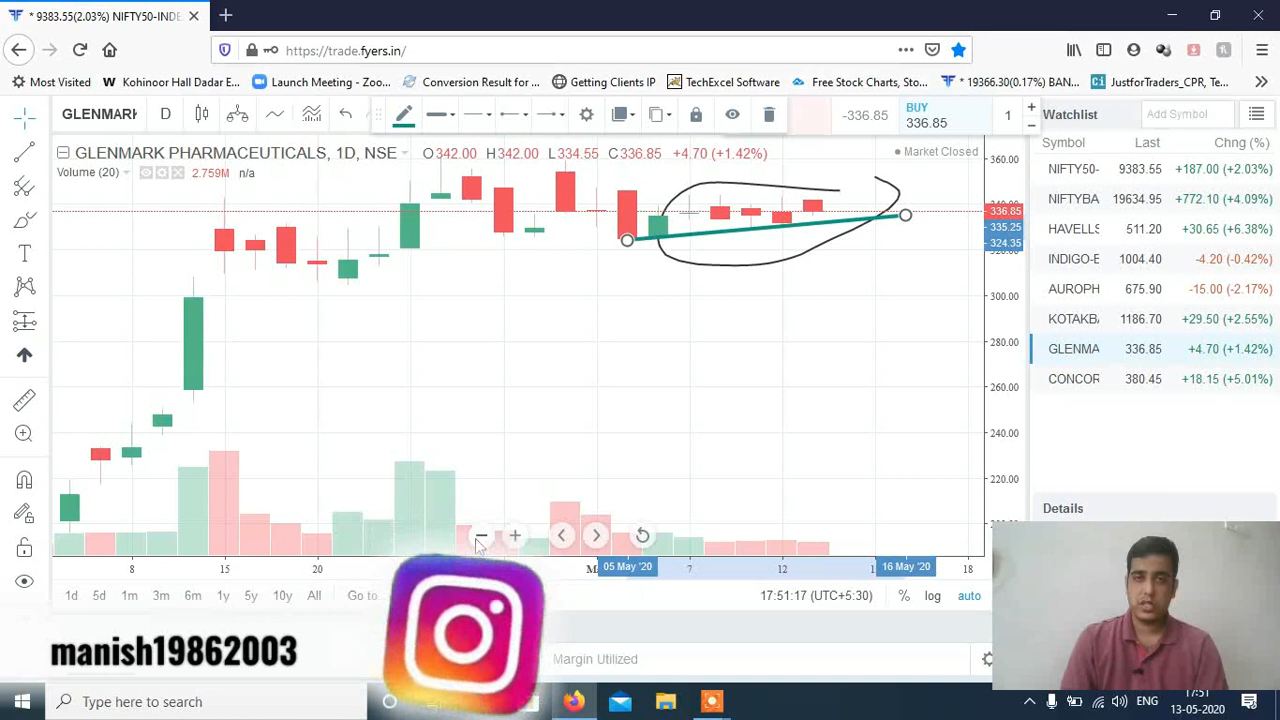 * 9383.55(2.03%) NIFTY50-INDE
https://trade.fyers.in/
Most Visited
Kohinoor Hall Dadar E...
Launch Meeting - Zoo...
Conversion Result for ...
Getting Clients IP
TechExcel Software
Free Stock Charts, Sto...
* 19366.30(0.17%) BAN...
JustforTraders_CPR, Te...
GLENMARK
D
-336.85
BUY
336.85
1
Watchlist
Add Symbol
GLENMARK PHARMACEUTICALS, 1D, NSE
O342.00 H342.00 L334.55 C336.85 +4.70 (+1.42%)
Market Closed
Volume (20)
2.759M n/a
Symbol Last Chng (%)
NIFTY50- 9383.55 +187.00 (+2.03%)
NIFTYBA 19634.95 +772.10 (+4.09%)
HAVELLS 511.20 +30.65 (+6.38%)
INDIGO-E 1004.40 -4.20 (-0.42%)
AUROPH 675.90 -15.00 (-2.17%)
KOTAKBA 1186.70 +29.50 (+2.55%)
GLENMA 336.85 +4.70 (+1.42%)
CONCOR 380.45 +18.15 (+5.01%)
360.00
336.85
335.25
324.35
300.00
280.00
260.00
240.00
220.00
Details
8 15 20 05 May '20 7 12 16 May '20 18
1d 5d 1m 3m 6m 1y 5y 10y All Go to
17:51:17 (UTC+5:30) % log auto
manish19862003
Margin Utilized
Type here to search
ENG
17:51
13-05-2020